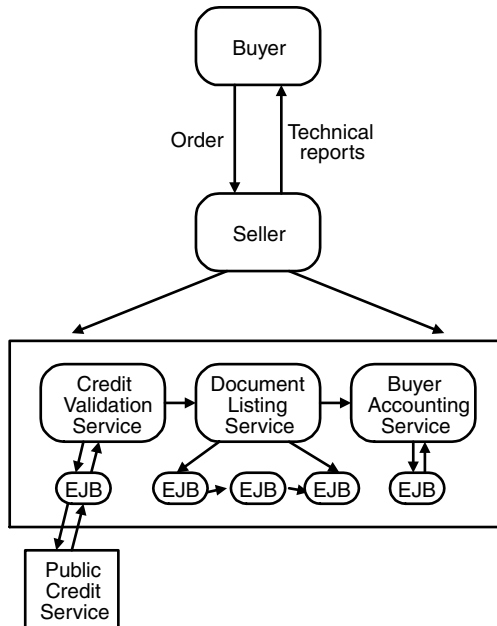 Buyer
Order
Technical
reports
Seller
Credit
Validation
Service
Document
Listing
Service
Buyer
Accounting
Service
EJB
EJB
EJB
EJB
EJB
Public
Credit
Service